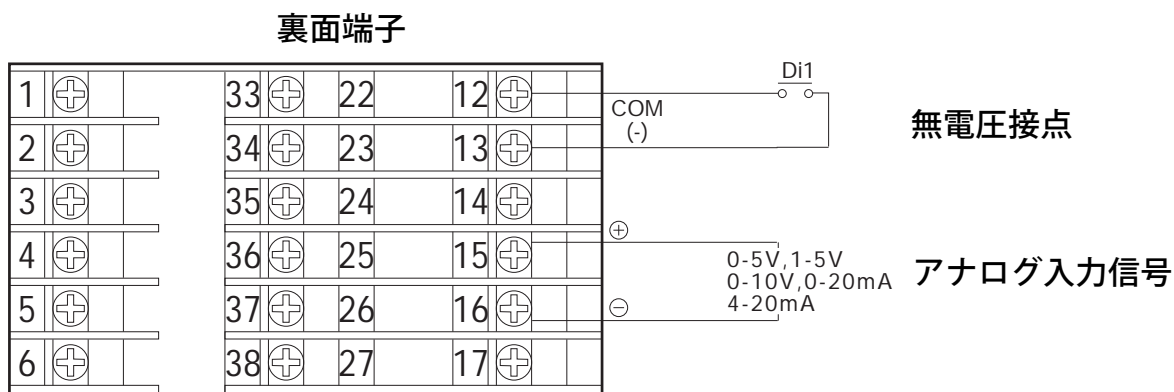 裏面端子
1 33 22 12
2 34 23 13
3 35 24 14
4 36 25 15
5 37 26 16
6 38 27 17
Di1
COM
(-)
無電圧接点
⊕
0-5V,1-5V
0-10V,0-20mA
4-20mA
⊖
アナログ入力信号